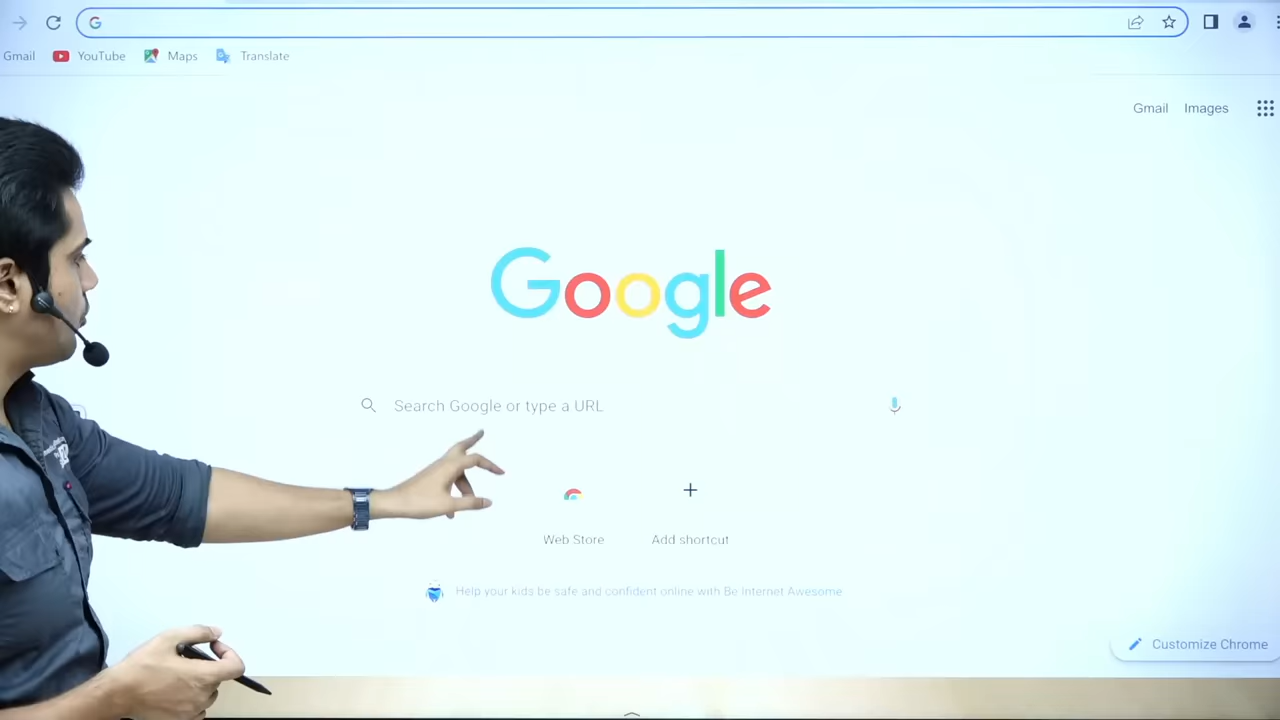 Gmail YouTube Maps Translate
Gmail Images
Google
Search Google or type a URL
Web Store Add shortcut
Help your kids be safe and confident online with Be Internet Awesome
Customize Chrome